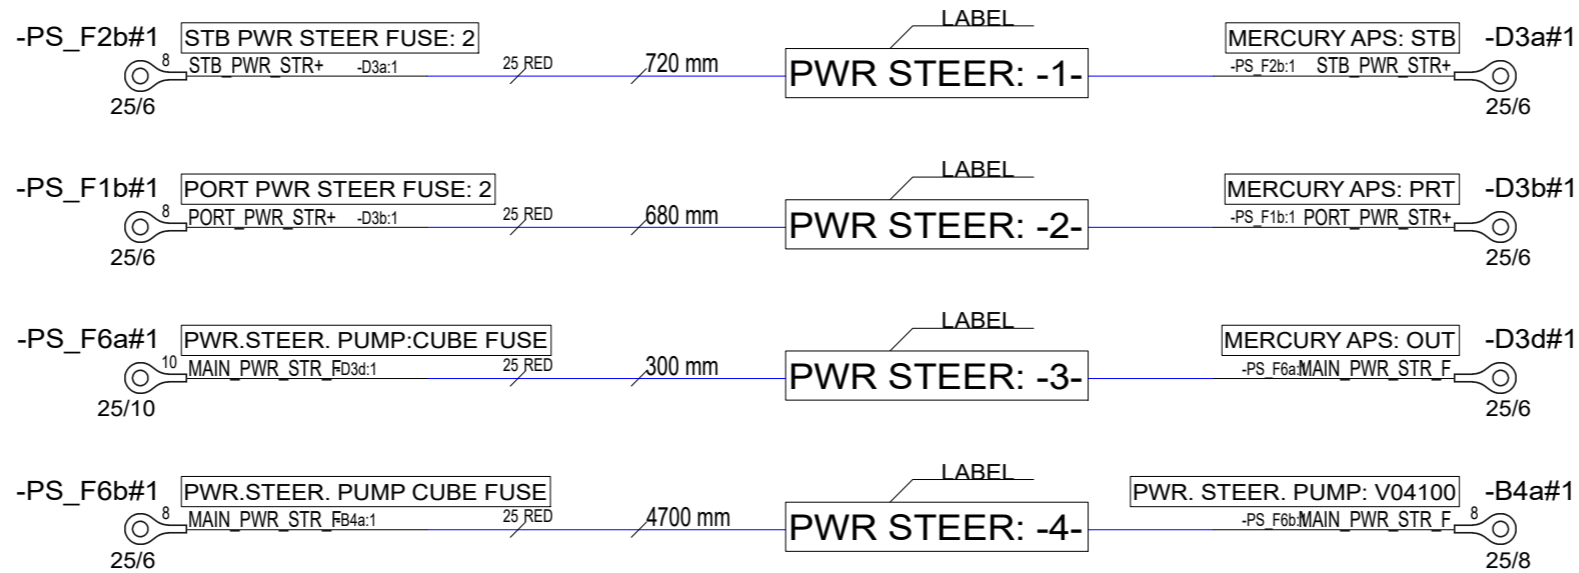 LABEL
-PS_F2b#1 STB PWR STEER FUSE: 2 MERCURY APS: STB -D3a#1
8 STB_PWR_STR+ -D3a:1 25 RED 720 mm PWR STEER: -1- -PS_F2b:1 STB_PWR_STR+
25/6 25/6
LABEL
-PS_F1b#1 PORT PWR STEER FUSE: 2 MERCURY APS: PRT -D3b#1
8 PORT_PWR_STR+ -D3b:1 25 RED 680 mm PWR STEER: -2- -PS_F1b:1 PORT_PWR_STR+
25/6 25/6
LABEL
-PS_F6a#1 PWR.STEER. PUMP:CUBE FUSE MERCURY APS: OUT -D3d#1
10 MAIN_PWR_STR_F -D3d:1 25 RED 300 mm PWR STEER: -3- -PS_F6a:1 MAIN_PWR_STR_F
25/10 25/6
LABEL
-PS_F6b#1 PWR.STEER. PUMP CUBE FUSE PWR. STEER. PUMP: V04100 -B4a#1
8 MAIN_PWR_STR_F -B4a:1 25 RED 4700 mm PWR STEER: -4- -PS_F6b:1 MAIN_PWR_STR_F 8
25/6 25/8